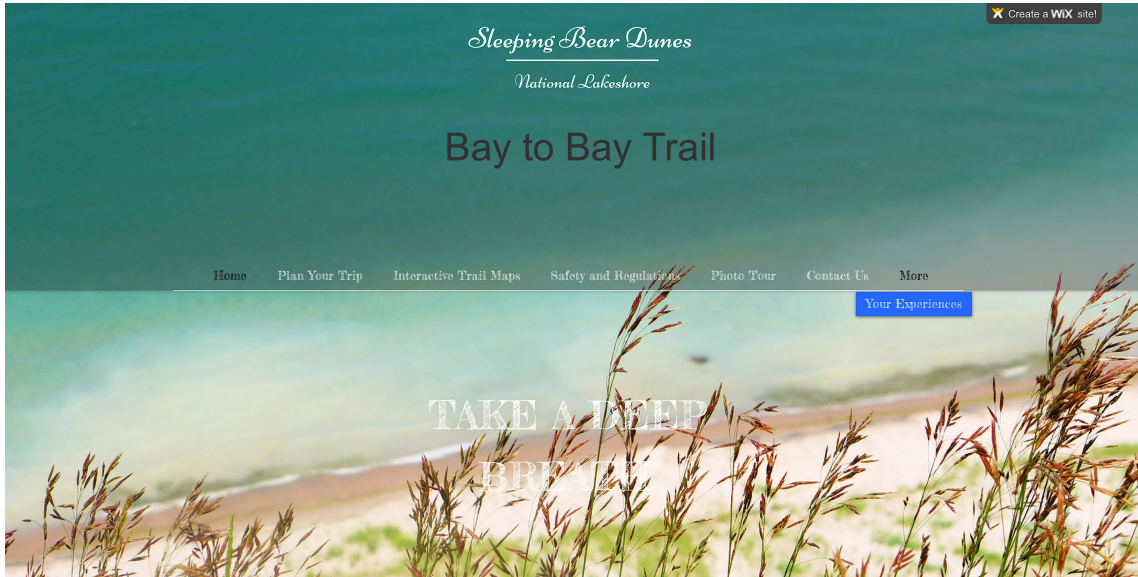 Create a WiX site!
Sleeping Bear Dunes
National Lakeshore
Bay to Bay Trail
Home Plan Your Trip Interactive Trail Maps Safety and Regulations Photo Tour Contact Us More
Your Experiences
TAKE A DEEP
BREATH